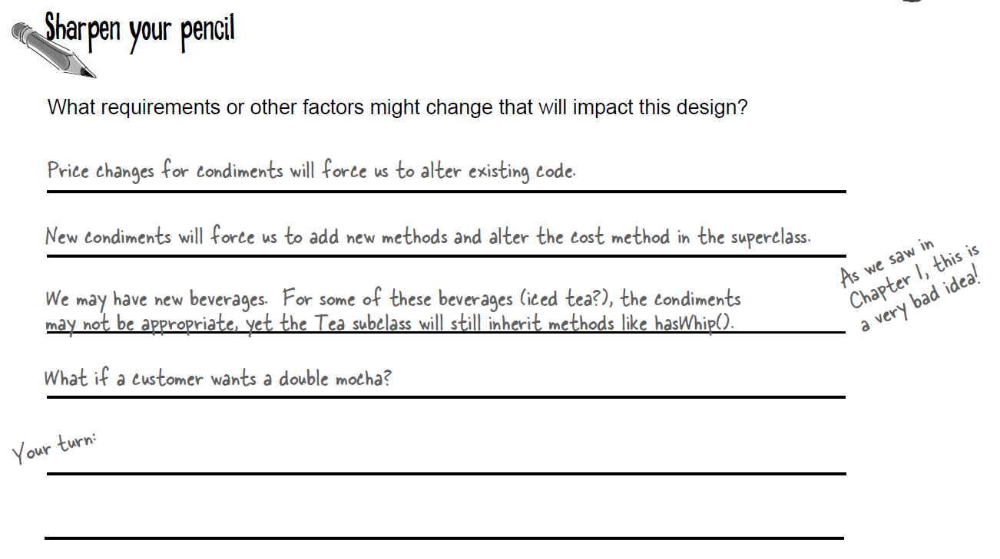 Sharpen your pencil
What requirements or other factors might change that will impact this design?
Price changes for condiments will force us to alter existing code.
New condiments will force us to add new methods and alter the cost method in the superclass.
We may have new beverages. For some of these beverages (iced tea?), the condiments
may not be appropriate, yet the Tea subclass will still inherit methods like hasWhip().
As we saw in
Chapter 1, this is
a very bad idea!
What if a customer wants a double mocha?
Your turn: